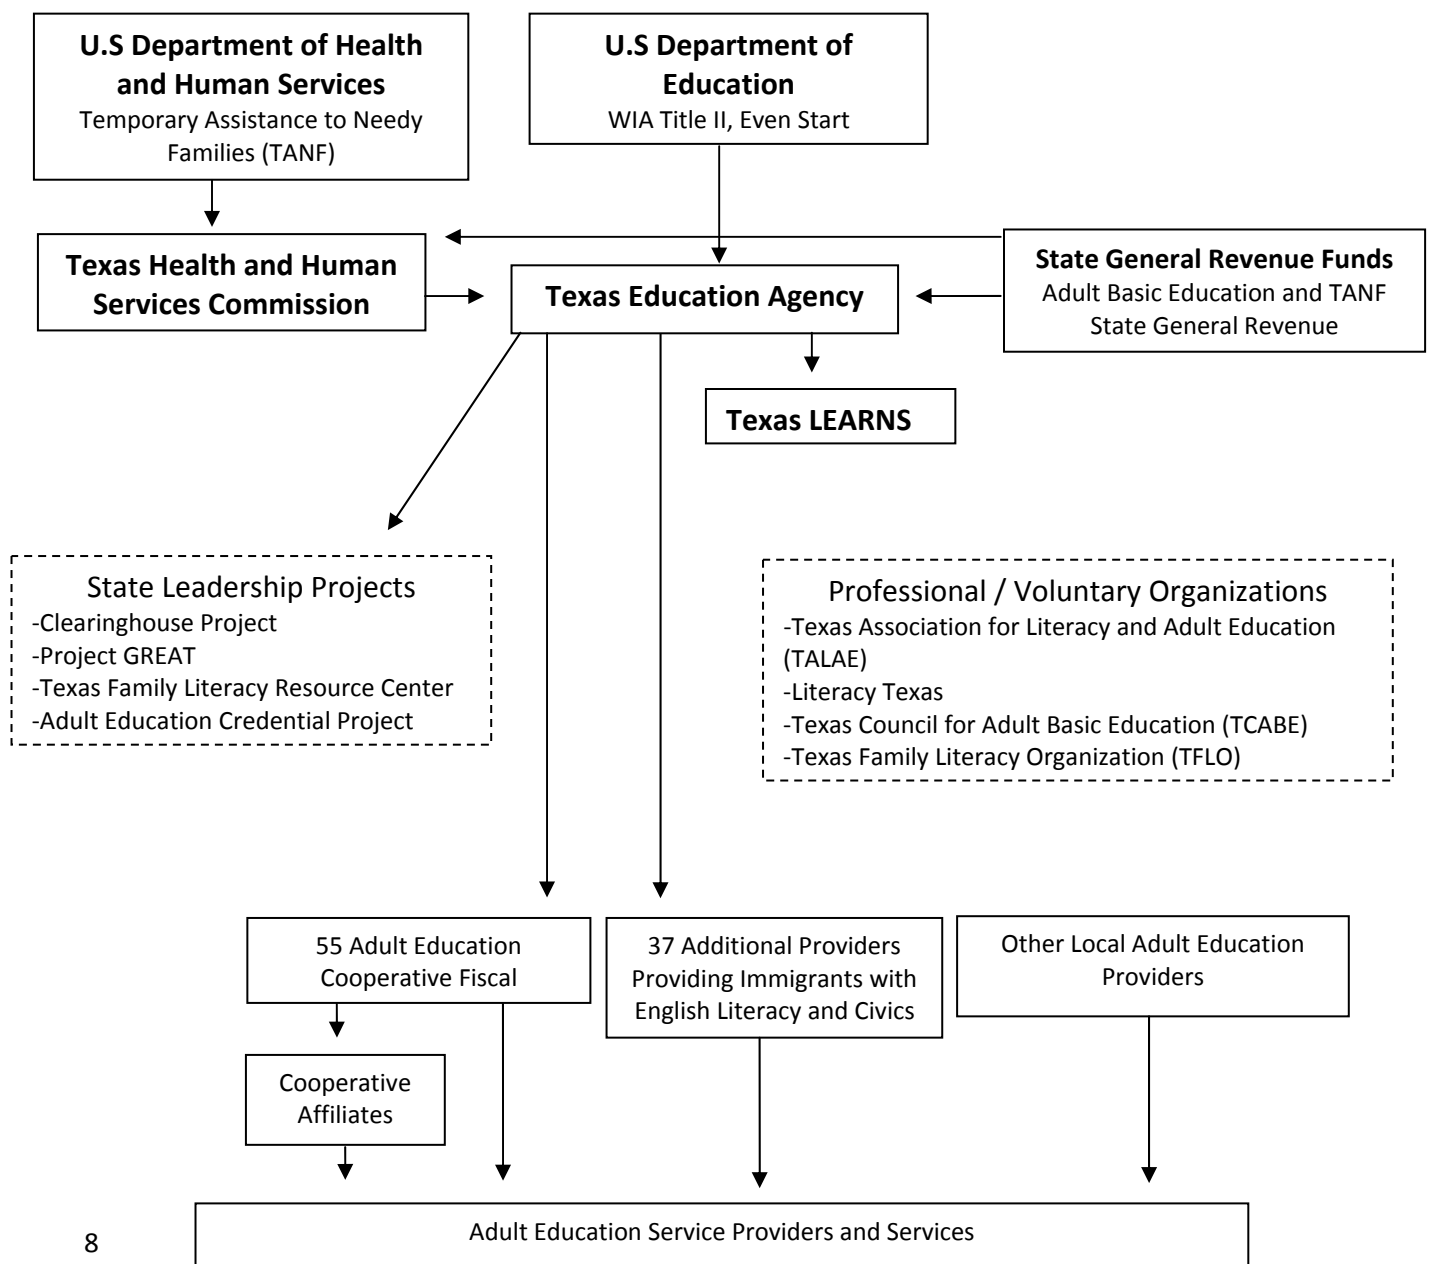 U.S Department of Health
and Human Services
Temporary Assistance to Needy
Families (TANF)
U.S Department of
Education
WIA Title II, Even Start
Texas Health and Human
Services Commission
Texas Education Agency
State General Revenue Funds
Adult Basic Education and TANF
State General Revenue
Texas LEARNS
State Leadership Projects
-Clearinghouse Project
-Project GREAT
-Texas Family Literacy Resource Center
-Adult Education Credential Project
Professional / Voluntary Organizations
-Texas Association for Literacy and Adult Education
(TALAE)
-Literacy Texas
-Texas Council for Adult Basic Education (TCABE)
-Texas Family Literacy Organization (TFLO)
55 Adult Education
Cooperative Fiscal
37 Additional Providers
Providing Immigrants with
English Literacy and Civics
Other Local Adult Education
Providers
Cooperative
Affiliates
Adult Education Service Providers and Services
8